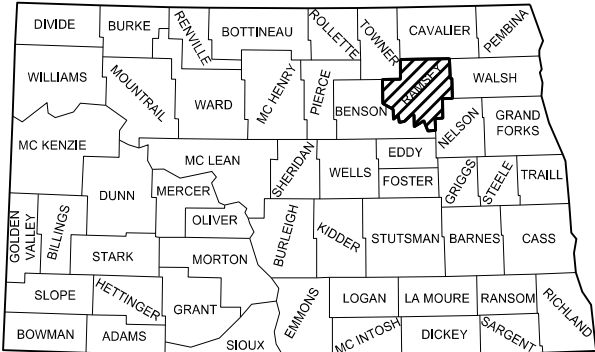 DIVIDE
BURKE
RENVILLE
BOTTINEAU
ROLLETTE
TOWNER
CAVALIER
PEMBINA
WILLIAMS
MOUNTRAIL
WARD
MC HENRY
PIERCE
BENSON
RAMSEY
WALSH
NELSON
GRAND
FORKS
MC KENZIE
MC LEAN
SHERIDAN
WELLS
EDDY
FOSTER
GRIGGS
STEELE
TRAILL
DUNN
MERCER
OLIVER
GOLDEN
VALLEY
BILLINGS
STARK
MORTON
BURLEIGH
KIDDER
STUTSMAN
BARNES
CASS
SLOPE
HETTINGER
GRANT
EMMONS
LOGAN
LA MOURE
RANSOM
RICHLAND
BOWMAN
ADAMS
SIOUX
MC INTOSH
DICKEY
SARGENT